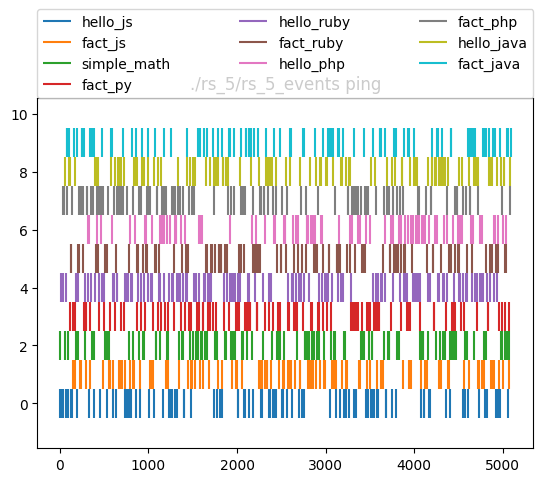 hello_js hello_ruby fact_php
fact_js fact_ruby hello_java
simple_math hello_php fact_java
fact_py
./rs_5/rs_5_events ping
10
8
6
4
2
0
0 1000 2000 3000 4000 5000